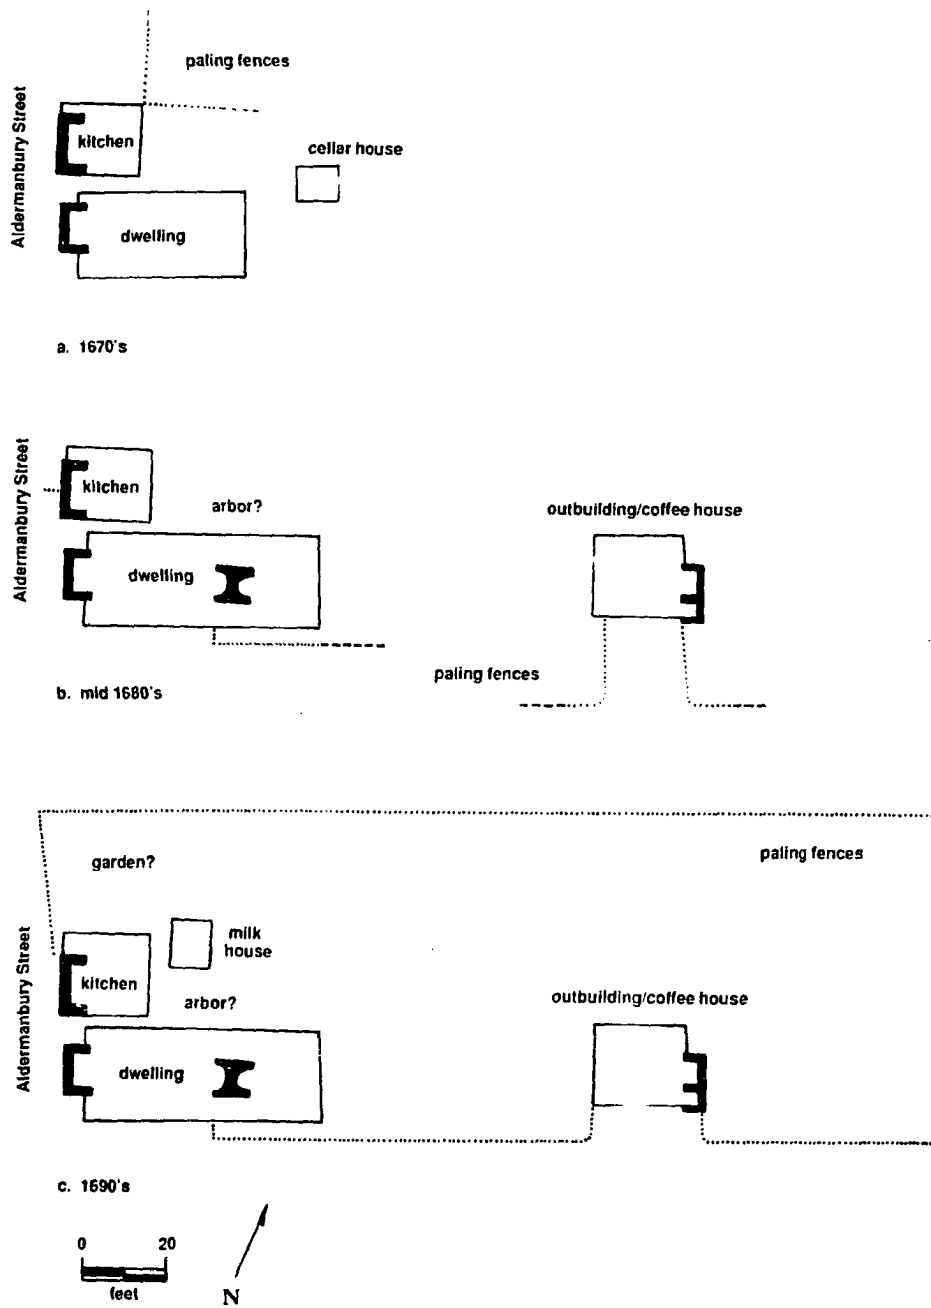 paling fences
Aldermanbury Street
kitchen
cellar house
dwelling
a. 1670's
Aldermanbury Street
kitchen
arbor?
outbuilding/coffee house
dwelling
paling fences
b. mid 1680's
paling fences
garden?
Aldermanbury Street
milk
house
kitchen
arbor?
outbuilding/coffee house
dwelling
c. 1690's
0 20
feet
N